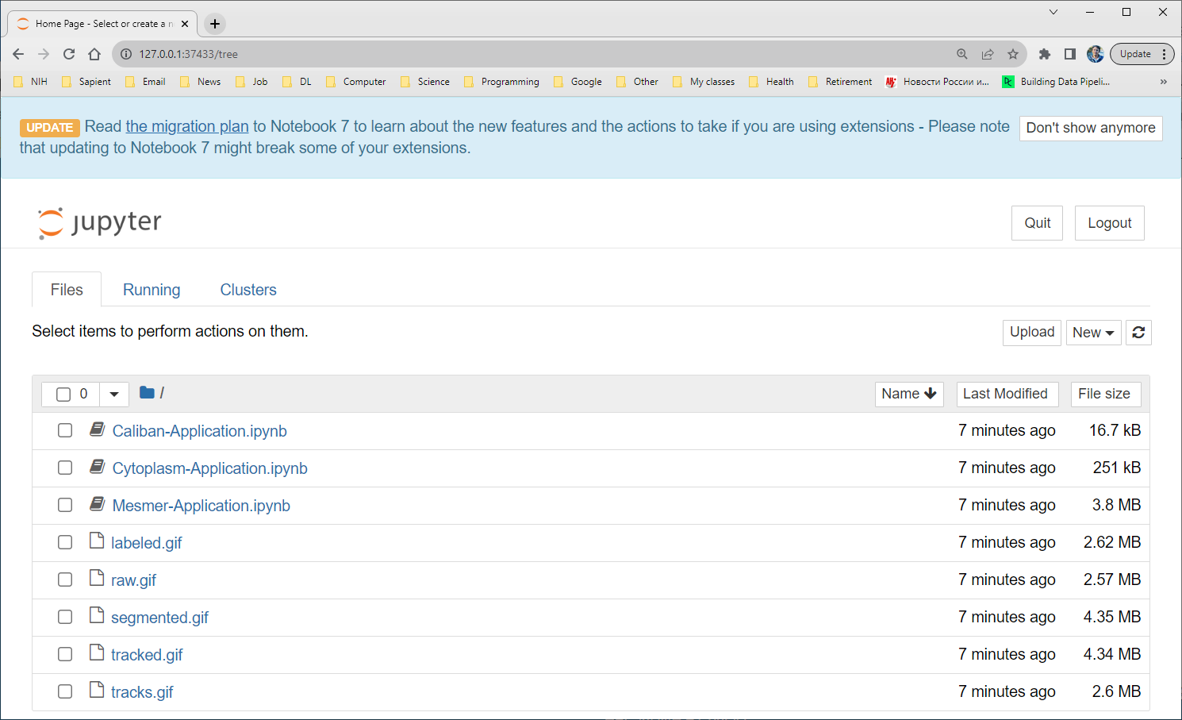 Home Page - Select or create a n
127.0.0.1:37433/tree
Update
NIH Sapient Email News Job DL Computer Science Programming Google Other My classes Health Retirement Новости России и... Building Data Pipeli... »
UPDATE Read the migration plan to Notebook 7 to learn about the new features and the actions to take if you are using extensions - Please note
that updating to Notebook 7 might break some of your extensions.
Don't show anymore
jupyter
Quit Logout
Files Running Clusters
Select items to perform actions on them.
Upload New
0 / Name Last Modified File size
Caliban-Application.ipynb 7 minutes ago 16.7 kB
Cytoplasm-Application.ipynb 7 minutes ago 251 kB
Mesmer-Application.ipynb 7 minutes ago 3.8 MB
labeled.gif 7 minutes ago 2.62 MB
raw.gif 7 minutes ago 2.57 MB
segmented.gif 7 minutes ago 4.35 MB
tracked.gif 7 minutes ago 4.34 MB
tracks.gif 7 minutes ago 2.6 MB